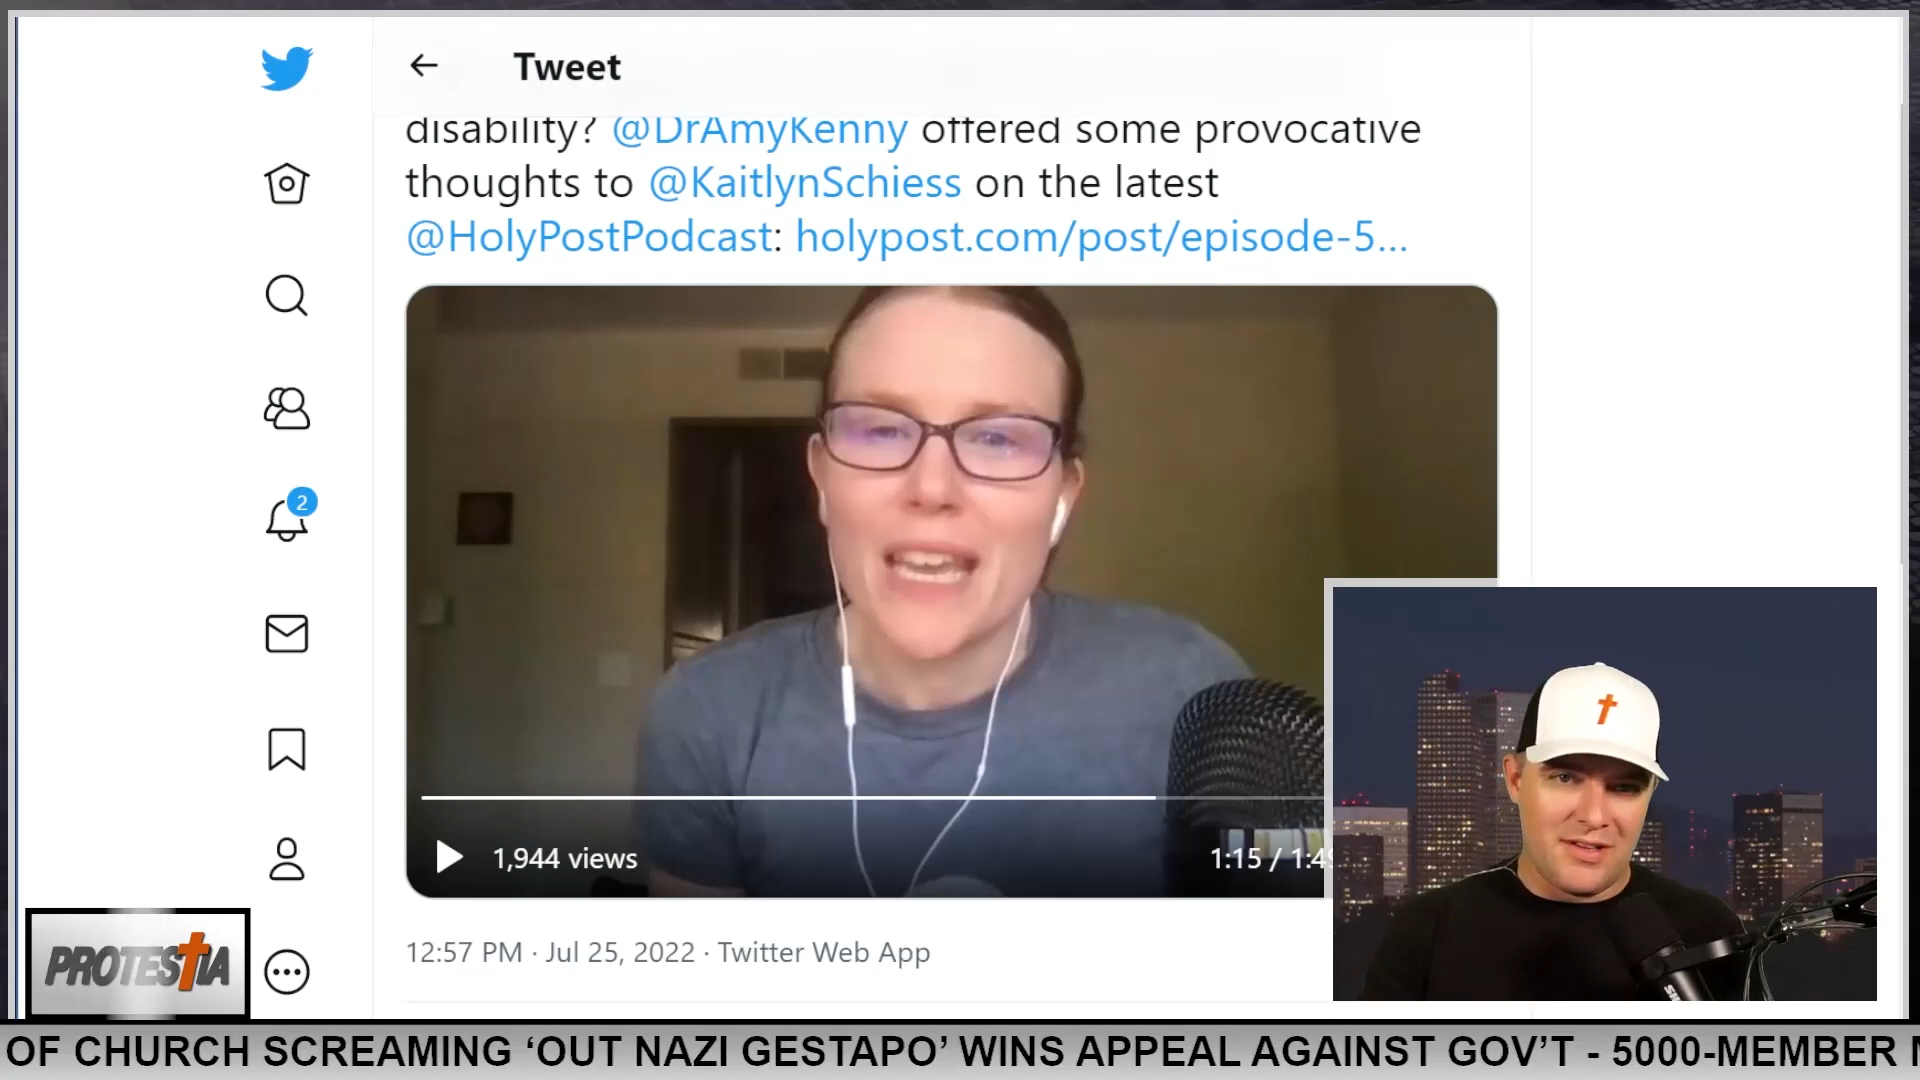 Tweet
disability? @DrAmyKenny offered some provocative
thoughts to @KaitlynSchiess on the latest
@HolyPostPodcast: holypost.com/post/episode-5...
2
1,944 views
1:15 / 1:49
12:57 PM · Jul 25, 2022 · Twitter Web App
PROTESTIA
OF CHURCH SCREAMING ‘OUT NAZI GESTAPO’ WINS APPEAL AGAINST GOV’T - 5000-MEMBER